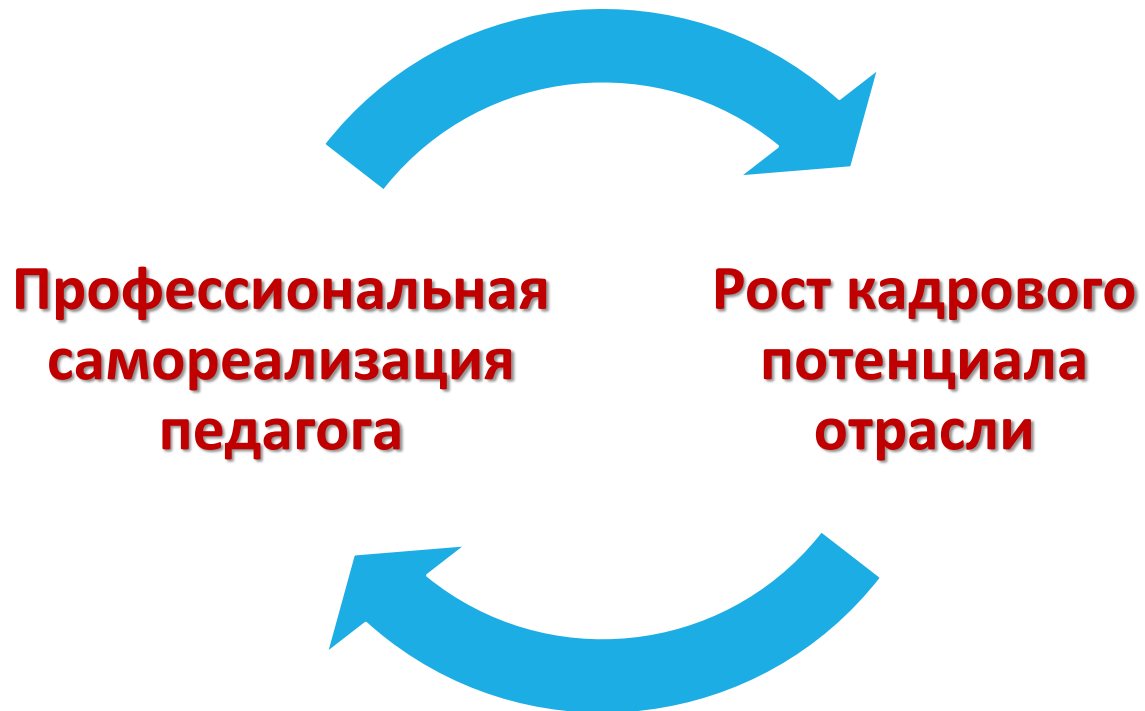 Профессиональная
самореализация
педагога
Рост кадрового
потенциала
отрасли